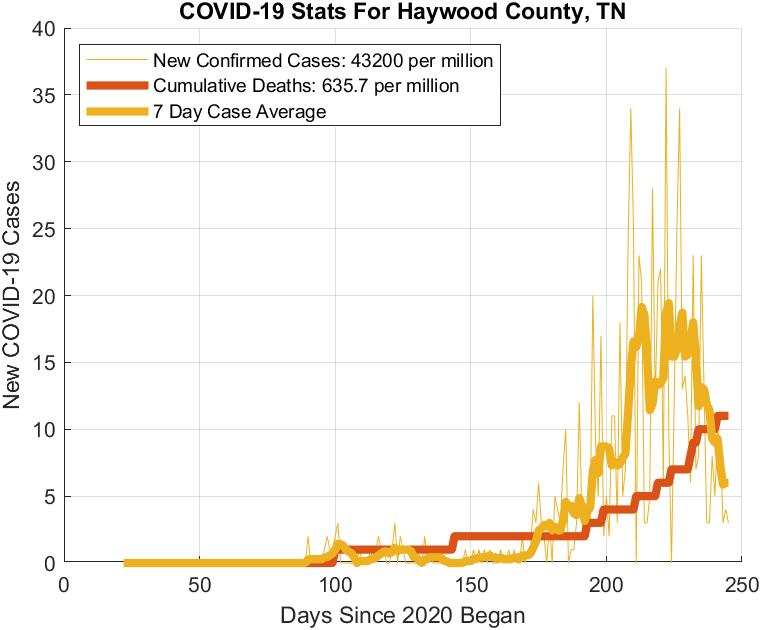 COVID-19 Stats For Haywood County, TN
New Confirmed Cases: 43200 per million
Cumulative Deaths: 635.7 per million
7 Day Case Average
New COVID-19 Cases
40
35
30
25
20
15
10
5
0
0 50 100 150 200 250
Days Since 2020 Began